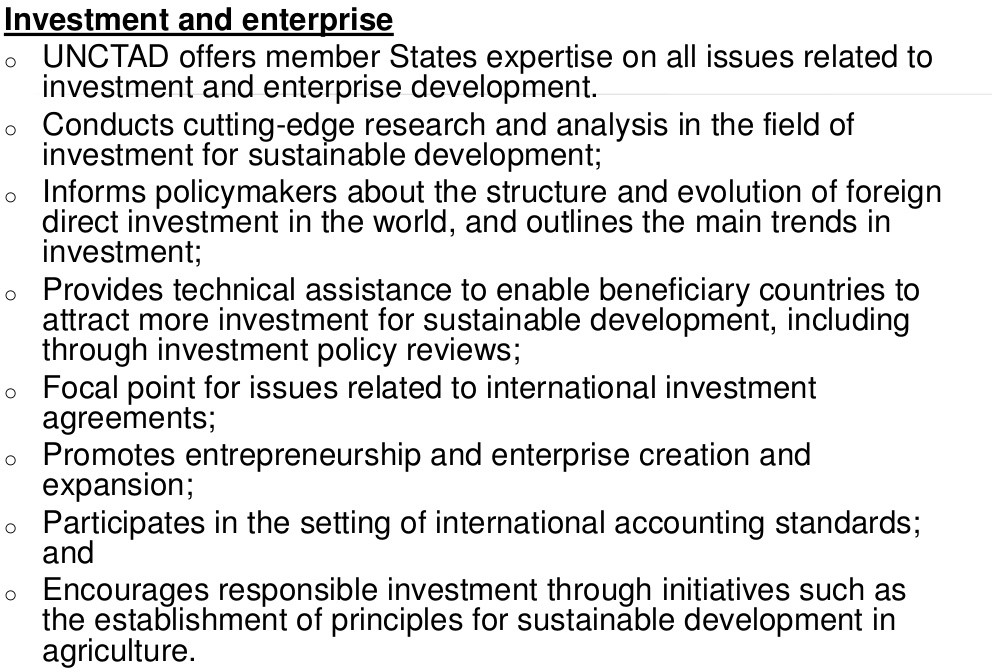 Investment and enterprise
○ UNCTAD offers member States expertise on all issues related to
investment and enterprise development.
○ Conducts cutting-edge research and analysis in the field of
investment for sustainable development;
○ Informs policymakers about the structure and evolution of foreign
direct investment in the world, and outlines the main trends in
investment;
○ Provides technical assistance to enable beneficiary countries to
attract more investment for sustainable development, including
through investment policy reviews;
○ Focal point for issues related to international investment
agreements;
○ Promotes entrepreneurship and enterprise creation and
expansion;
○ Participates in the setting of international accounting standards;
and
○ Encourages responsible investment through initiatives such as
the establishment of principles for sustainable development in
agriculture.